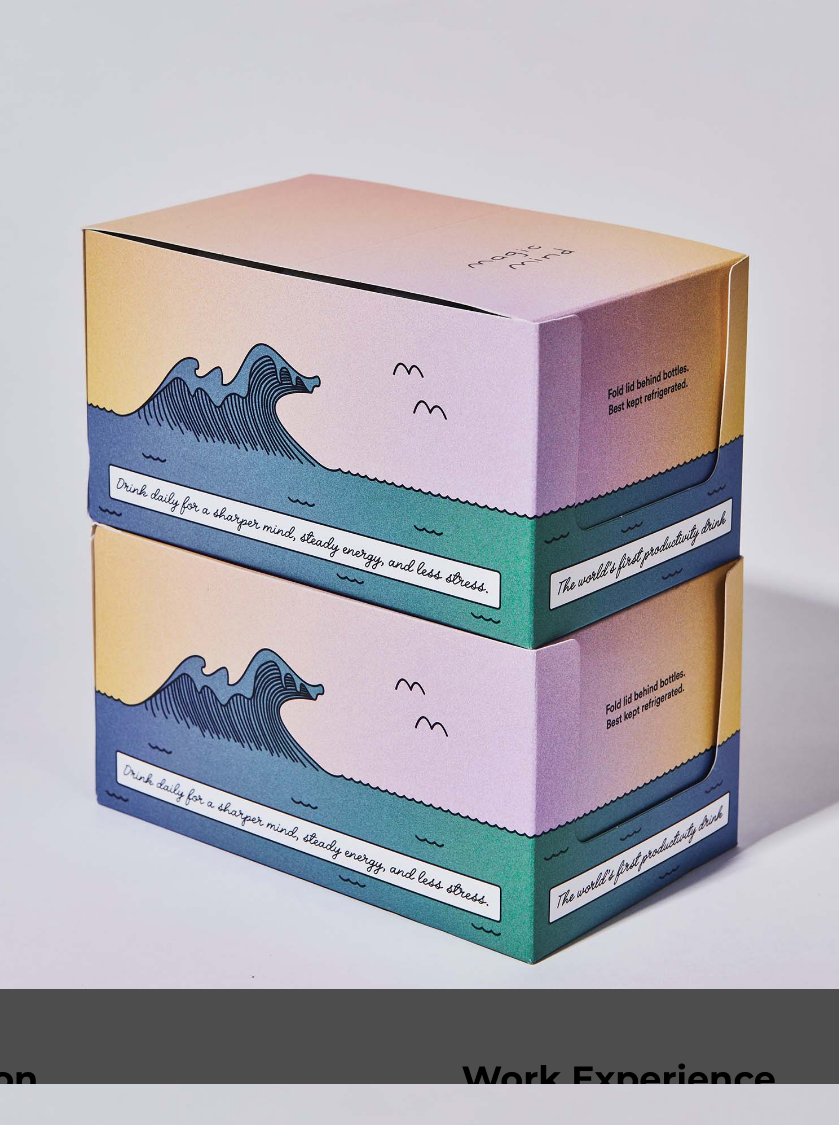 magic
mind
Fold lid behind bottles.
Best kept refrigerated.
Drink daily for a sharper mind, steady energy, and less stress.
The world's first productivity drink
Fold lid behind bottles.
Best kept refrigerated.
Drink daily for a sharper mind, steady energy, and less stress.
The world's first productivity drink
on
Work Experience